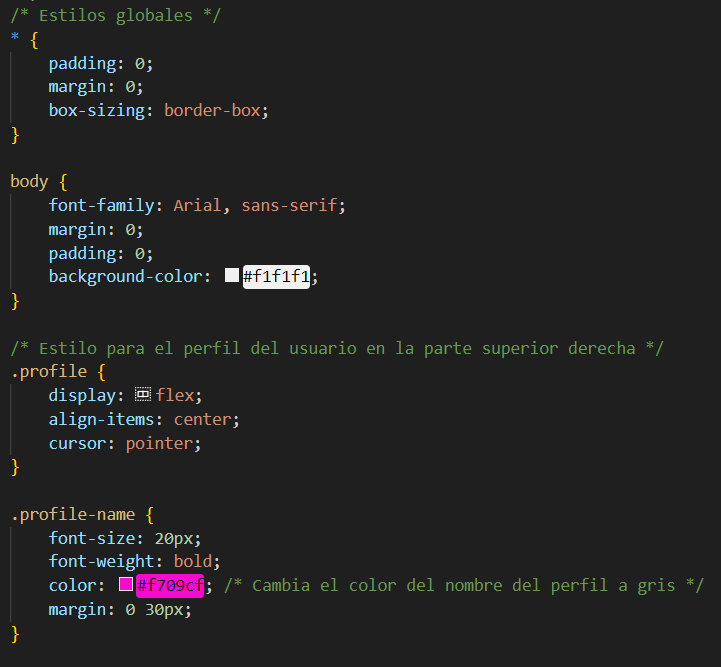 /* Estilos globales */
* {
    padding: 0;
    margin: 0;
    box-sizing: border-box;
}

body {
    font-family: Arial, sans-serif;
    margin: 0;
    padding: 0;
    background-color: #f1f1f1;
}

/* Estilo para el perfil del usuario en la parte superior derecha */
.profile {
    display: flex;
    align-items: center;
    cursor: pointer;
}

.profile-name {
    font-size: 20px;
    font-weight: bold;
    color: #f709cf; /* Cambia el color del nombre del perfil a gris */
    margin: 0 30px;
}